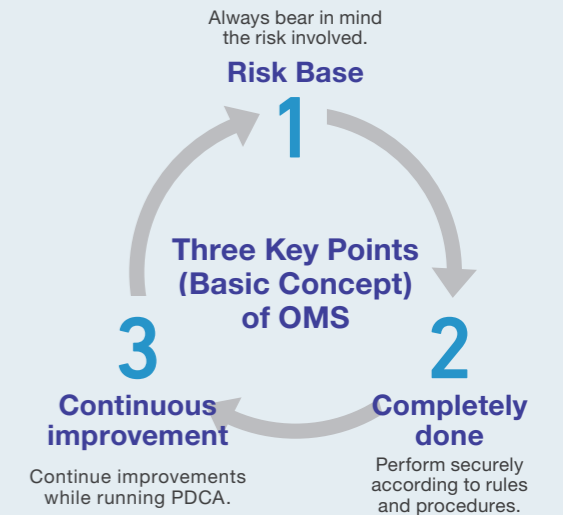 Always bear in mind
the risk involved.
Risk Base
1
Three Key Points
(Basic Concept)
of OMS
2
Completely
done
Perform securely
according to rules
and procedures.
3
Continuous
improvement
Continue improvements
while running PDCA.